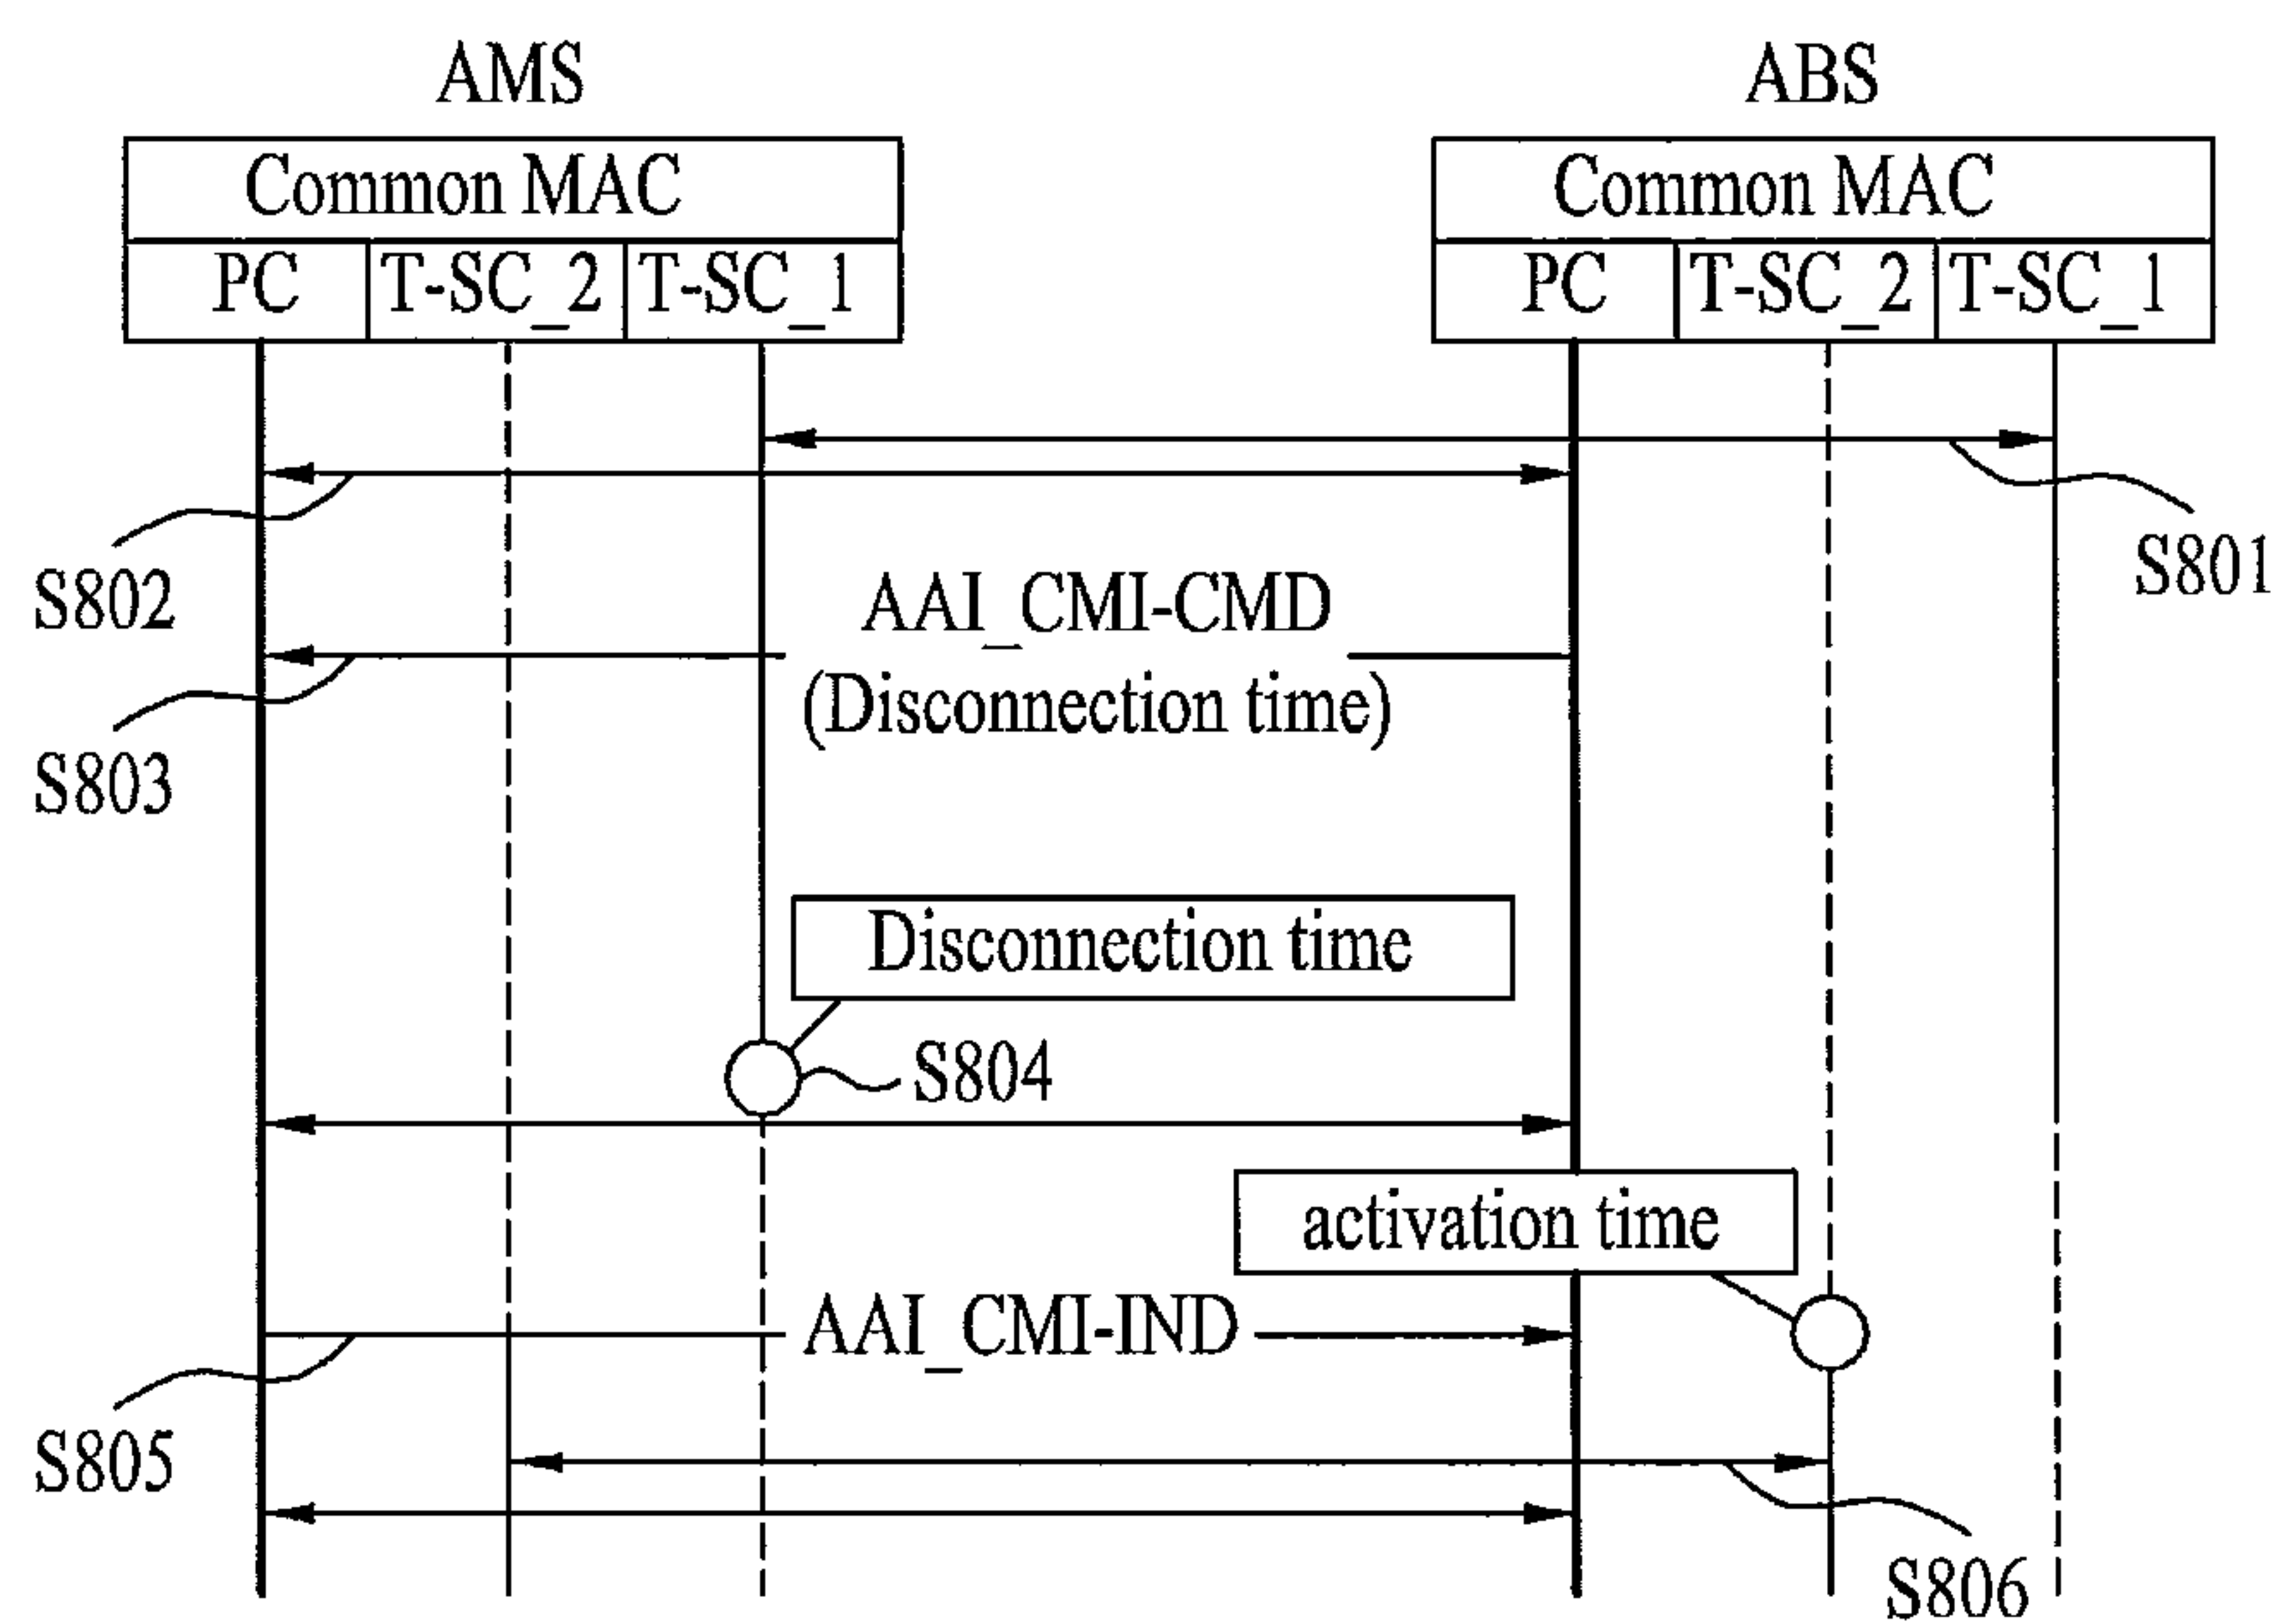 AMS
ABS
Common MAC
Common MAC
PC T-SC_2 T-SC_1
PC T-SC_2 T-SC_1
S802
S801
AAI_CMI-CMD
(Disconnection time)
S803
Disconnection time
S804
activation time
AAI_CMI-IND
S805
S806